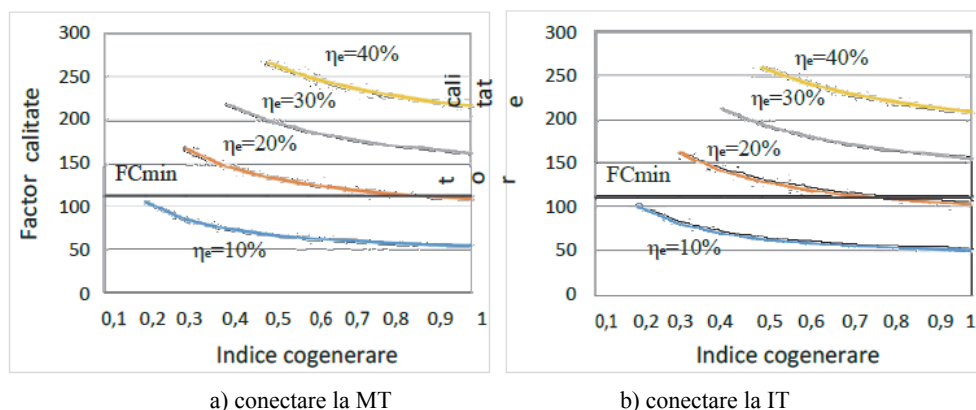 300
250
200
150
100
50
0
Factor calitate
ηe=40%
ηe=30%
ηe=20%
FCmin
ηe=10%
0,1 0,2 0,3 0,4 0,5 0,6 0,7 0,8 0,9 1
Indice cogenerare
a) conectare la MT
cali
tat
e
t
o
r
300
250
200
150
100
50
0
ηe=40%
ηe=30%
ηe=20%
FCmin
ηe=10%
0,1 0,2 0,3 0,4 0,5 0,6 0,7 0,8 0,9 1
Indice cogenerare
b) conectare la IT